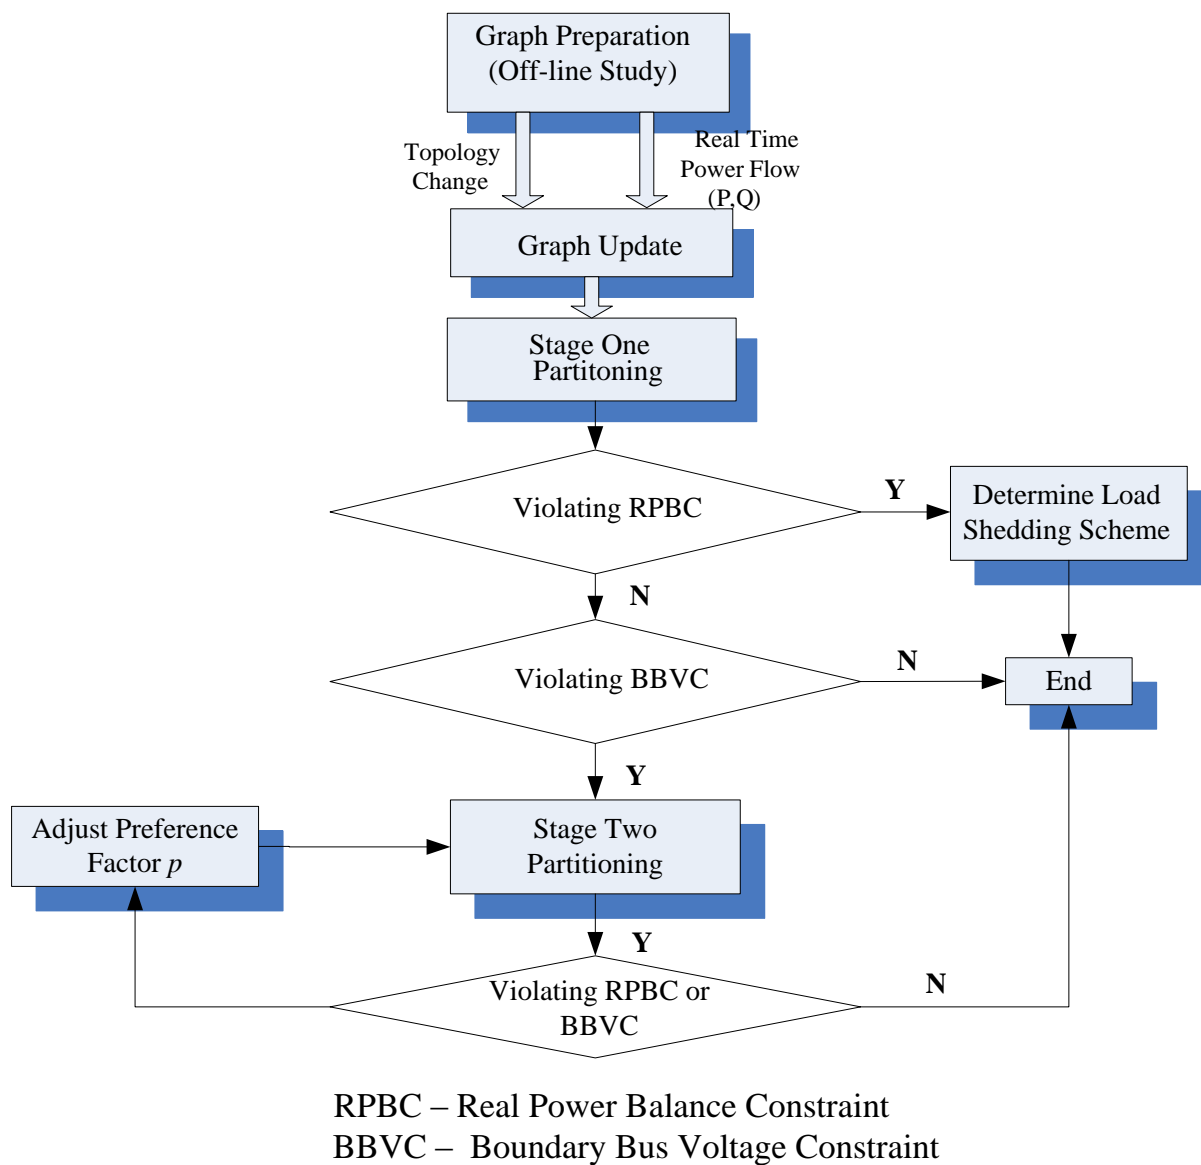 Graph Preparation
(Off-line Study)
Topology
Change
Real Time
Power Flow
(P,Q)
Graph Update
Stage One
Partitoning
Violating RPBC
Y
Determine Load
Shedding Scheme
N
Violating BBVC
N
End
Y
Adjust Preference
Factor p
Stage Two
Partitioning
Y
Violating RPBC or
BBVC
N
RPBC – Real Power Balance Constraint
BBVC – Boundary Bus Voltage Constraint